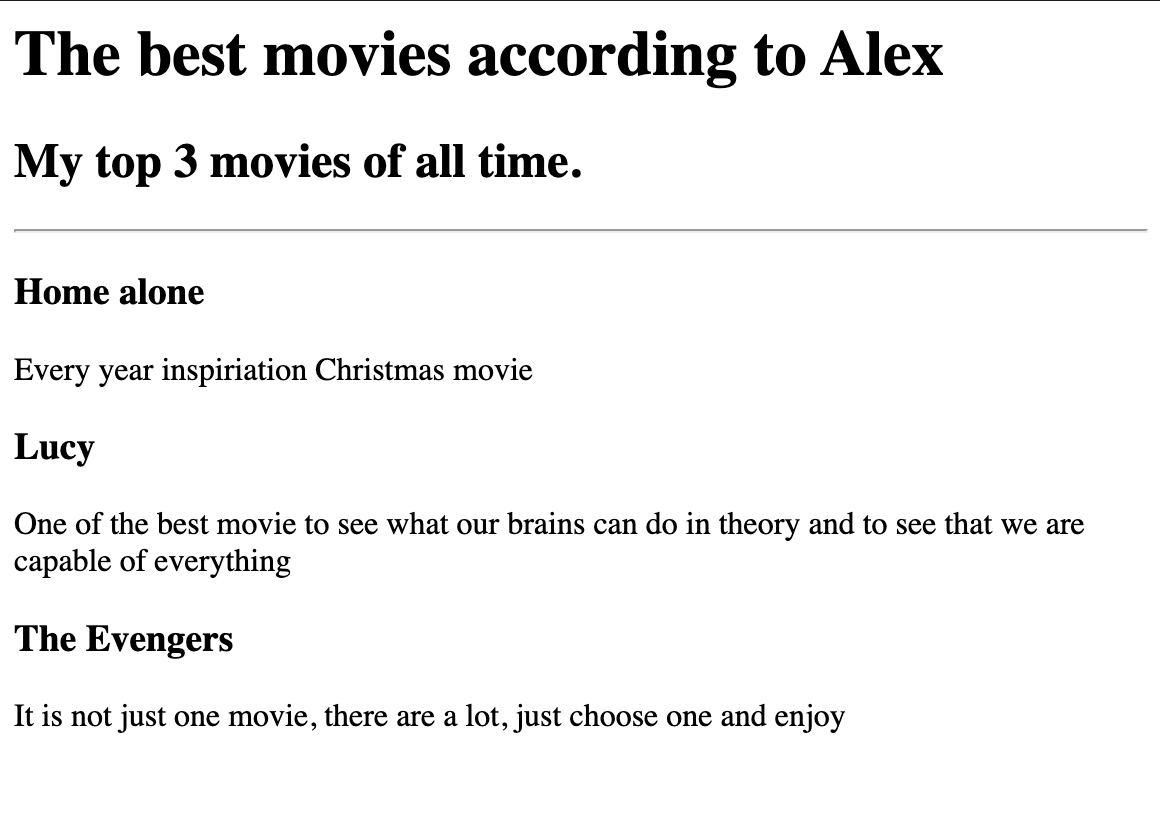 The best movies according to Alex
My top 3 movies of all time.
Home alone
Every year inspiriation Christmas movie
Lucy
One of the best movie to see what our brains can do in theory and to see that we are
capable of everything
The Evengers
It is not just one movie, there are a lot, just choose one and enjoy